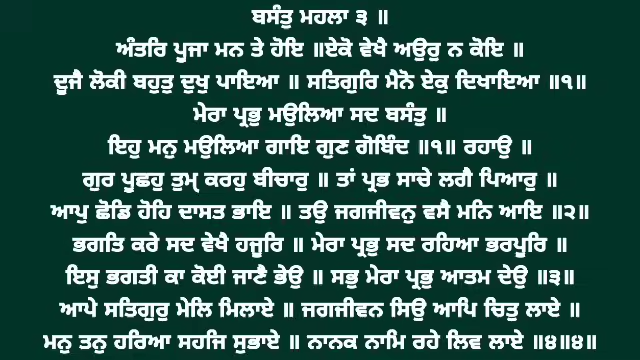 ਬਸੰਤੁ ਮਹਲਾ ੩ ॥
ਅੰਤਰਿ ਪੂਜਾ ਮਨ ਤੇ ਹੋਇ ॥ਏਕੋ ਵੇਖੈ ਅਉਰੁ ਨ ਕੋਇ ॥
ਦੂਜੈ ਲੋਕੀ ਬਹੁਤੁ ਦੁਖੁ ਪਾਇਆ ॥ ਸਤਿਗੁਰਿ ਮੈਨੋ ਏਕੁ ਦਿਖਾਇਆ ॥੧॥
ਮੇਰਾ ਪ੍ਰਭੁ ਮਉਲਿਆ ਸਦ ਬਸੰਤੁ ॥
ਇਹੁ ਮਨੁ ਮਉਲਿਆ ਗਾਇ ਗੁਣ ਗੋਬਿੰਦ ॥੧॥ ਰਹਾਉ ॥
ਗੁਰ ਪੂਛਹੁ ਤੁਮ੍ ਕਰਹੁ ਬੀਚਾਰੁ ॥ ਤਾਂ ਪ੍ਰਭ ਸਾਚੇ ਲਗੈ ਪਿਆਰੁ ॥
ਆਪੁ ਛੋਡਿ ਹੋਹਿ ਦਾਸਤ ਭਾਇ ॥ ਤਉ ਜਗਜੀਵਨੁ ਵਸੈ ਮਨਿ ਆਇ ॥੨॥
ਭਗਤਿ ਕਰੇ ਸਦ ਵੇਖੈ ਹਜੂਰਿ ॥ ਮੇਰਾ ਪ੍ਰਭੁ ਸਦ ਰਹਿਆ ਭਰਪੂਰਿ ॥
ਇਸੁ ਭਗਤੀ ਕਾ ਕੋਈ ਜਾਣੈ ਭੇਉ ॥ ਸਭੁ ਮੇਰਾ ਪ੍ਰਭੁ ਆਤਮ ਦੇਉ ॥੩॥
ਆਪੇ ਸਤਿਗੁਰੁ ਮੇਲਿ ਮਿਲਾਏ ॥ ਜਗਜੀਵਨ ਸਿਉ ਆਪਿ ਚਿਤੁ ਲਾਏ ॥
ਮਨੁ ਤਨੁ ਹਰਿਆ ਸਹਜਿ ਸੁਭਾਏ ॥ ਨਾਨਕ ਨਾਮਿ ਰਹੇ ਲਿਵ ਲਾਏ ॥੪॥੪॥